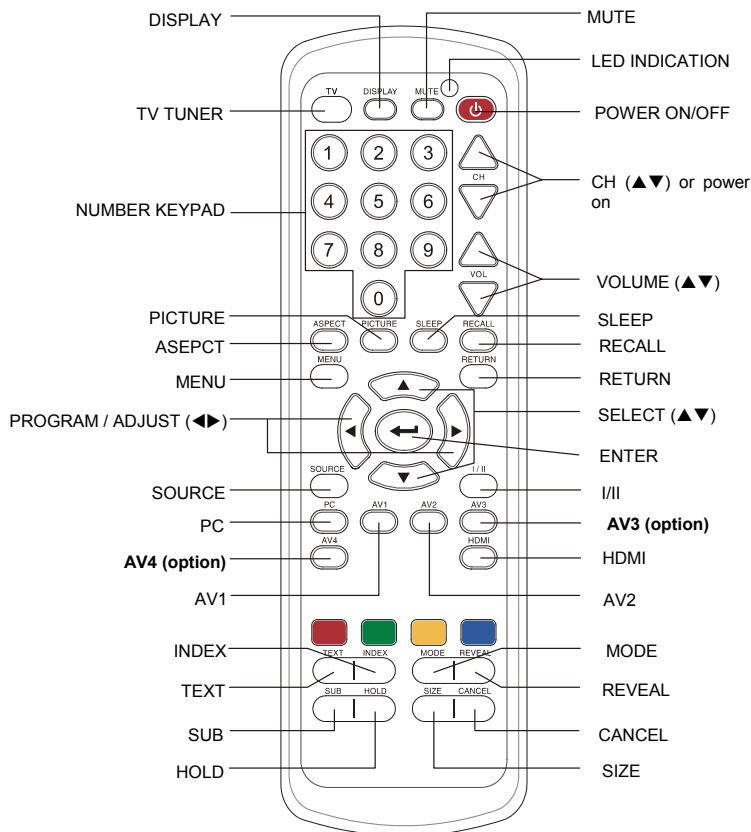 DISPLAY
MUTE
LED INDICATION
TV DISPLAY MUTE
TV TUNER
POWER ON/OFF
1 2 3
CH
CH (▲▼) or power
on
4 5 6
NUMBER KEYPAD
7 8 9
VOL
VOLUME (▲▼)
0
PICTURE
SLEEP
ASPECT PICTURE SLEEP RECALL
ASEPCT
RECALL
MENU RETURN
MENU
RETURN
▲
PROGRAM / ADJUST (◀▶)
SELECT (▲▼)
◀ ▶
ENTER
▼
SOURCE I / II
SOURCE
I/II
PC AV1 AV2 AV3
PC
AV3 (option)
AV4 HDMI
AV4 (option)
HDMI
AV1
AV2
INDEX
MODE
TEXT INDEX MODE REVEAL
TEXT
REVEAL
SUB HOLD SIZE CANCEL
SUB
CANCEL
HOLD
SIZE